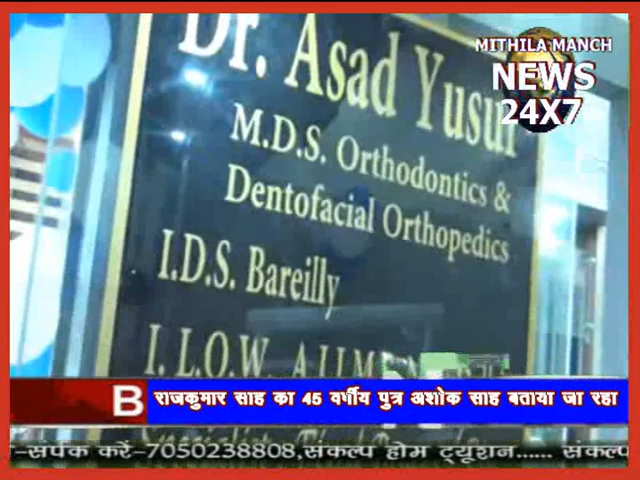 Dr. Asad Yusuf
M.D.S. Orthodontics &
Dentofacial Orthopedics
I.D.S. Bareilly
I. L.O.W.
MITHILA MANCH
NEWS
24X7
B राजकुमार साह का 45 वर्षीय पुत्र अशोक साह बताया जा रहा
-संपर्क करें-7050238808,संकल्प होम ट्यूशन...... संकल्प